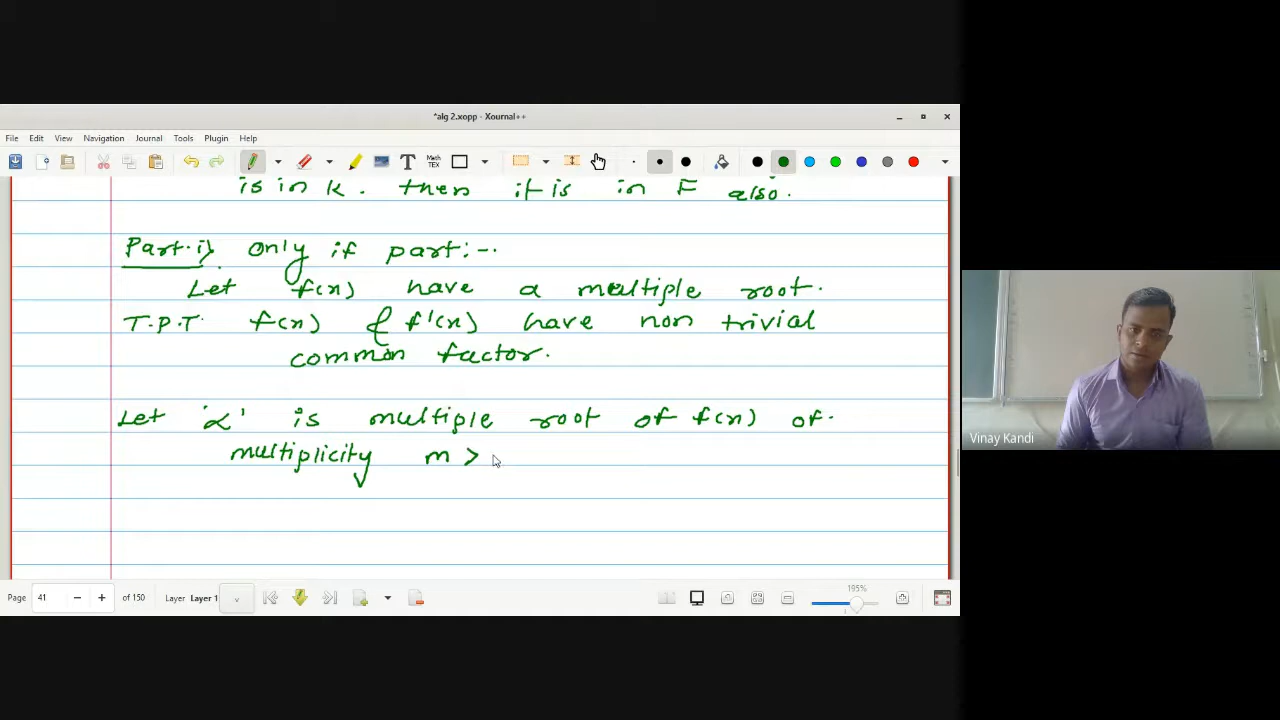 *alg 2.xopp - Xournal++
File Edit View Navigation Journal Tools Plugin Help
is in k. then it is in F also.
Part-i) only if part:-.
Let f(x) have a multiple root.
T.P.T f(x) & f'(x) have non trivial
common factor.
Let 'α' is multiple root of f(x) of.
multiplicity m >
Page 41 of 150 Layer Layer 1 195%
Vinay Kandi